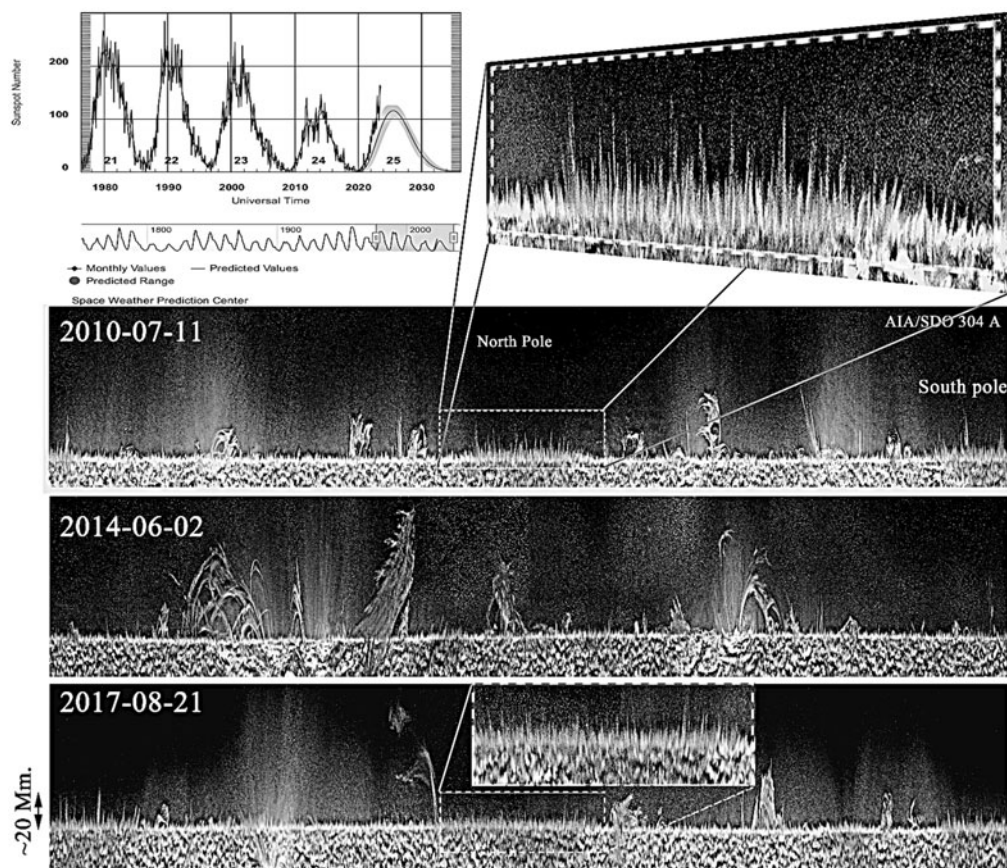 Sunspot Number
200
100
0
21 22 23 24 25
1980 1990 2000 2010 2020 2030
Universal Time
1800 1900 2000
Monthly Values Predicted Values
Predicted Range
Space Weather Prediction Center
2010-07-11
North Pole
AIA/SDO 304 A
South pole
2014-06-02
2017-08-21
~20 Mm.